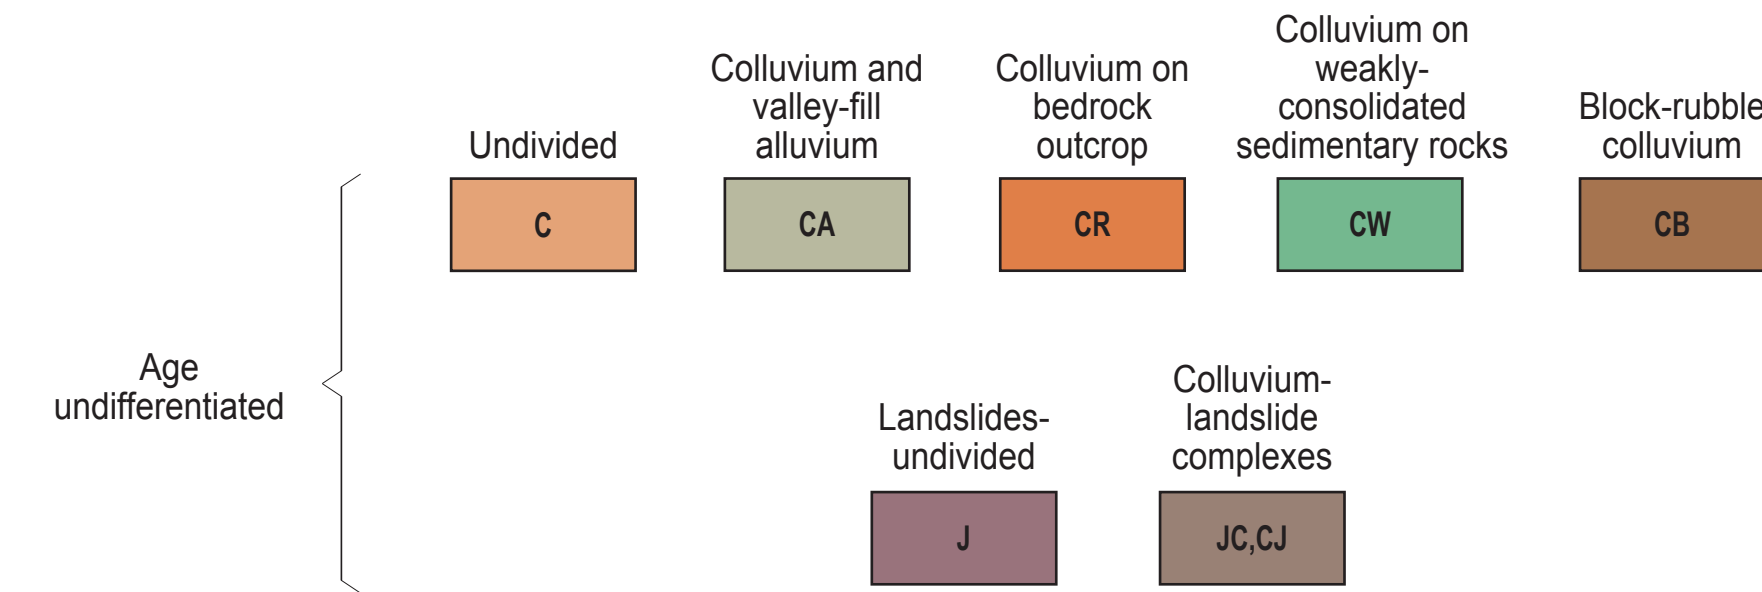 Undivided
Colluvium and
valley-fill
alluvium
Colluvium on
bedrock
outcrop
Colluvium on
weakly-
consolidated
sedimentary rocks
Block-rubble
colluvium
C
CA
CR
CW
CB
Age
undifferentiated
Landslides-
undivided
Colluvium-
landslide
complexes
J
JC,CJ